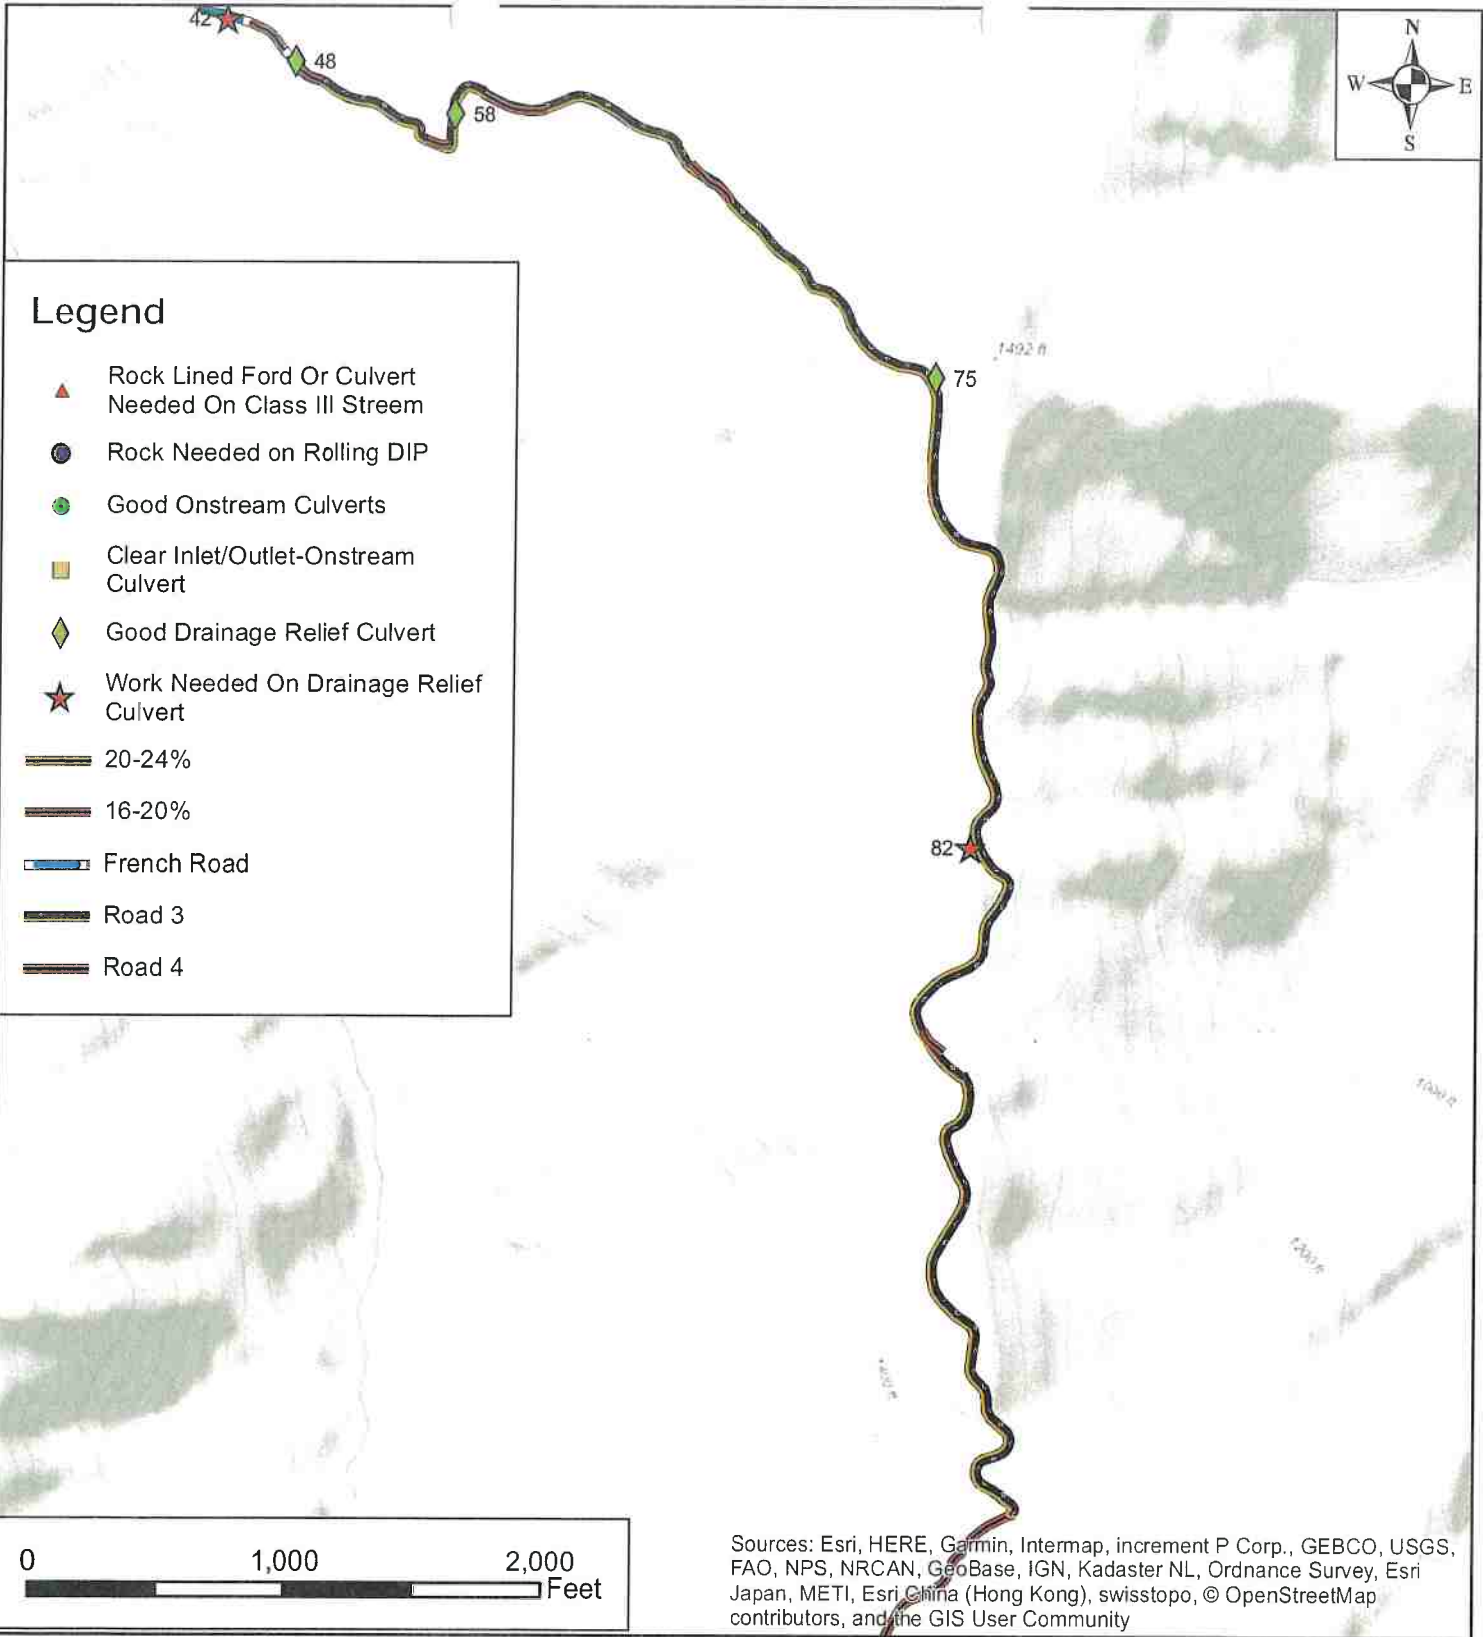 42
48
58
N
W
E
S
Legend
Rock Lined Ford Or Culvert
Needed On Class III Streem
Rock Needed on Rolling DIP
Good Onstream Culverts
Clear Inlet/Outlet-Onstream
Culvert
Good Drainage Relief Culvert
Work Needed On Drainage Relief
Culvert
20-24%
16-20%
French Road
Road 3
Road 4
1492 ft
75
82
1200 ft
0
1,000
2,000
Feet
Sources: Esri, HERE, Garmin, Intermap, increment P Corp., GEBCO, USGS,
FAO, NPS, NRCAN, GeoBase, IGN, Kadaster NL, Ordnance Survey, Esri
Japan, METI, Esri China (Hong Kong), swisstopo, © OpenStreetMap
contributors, and the GIS User Community